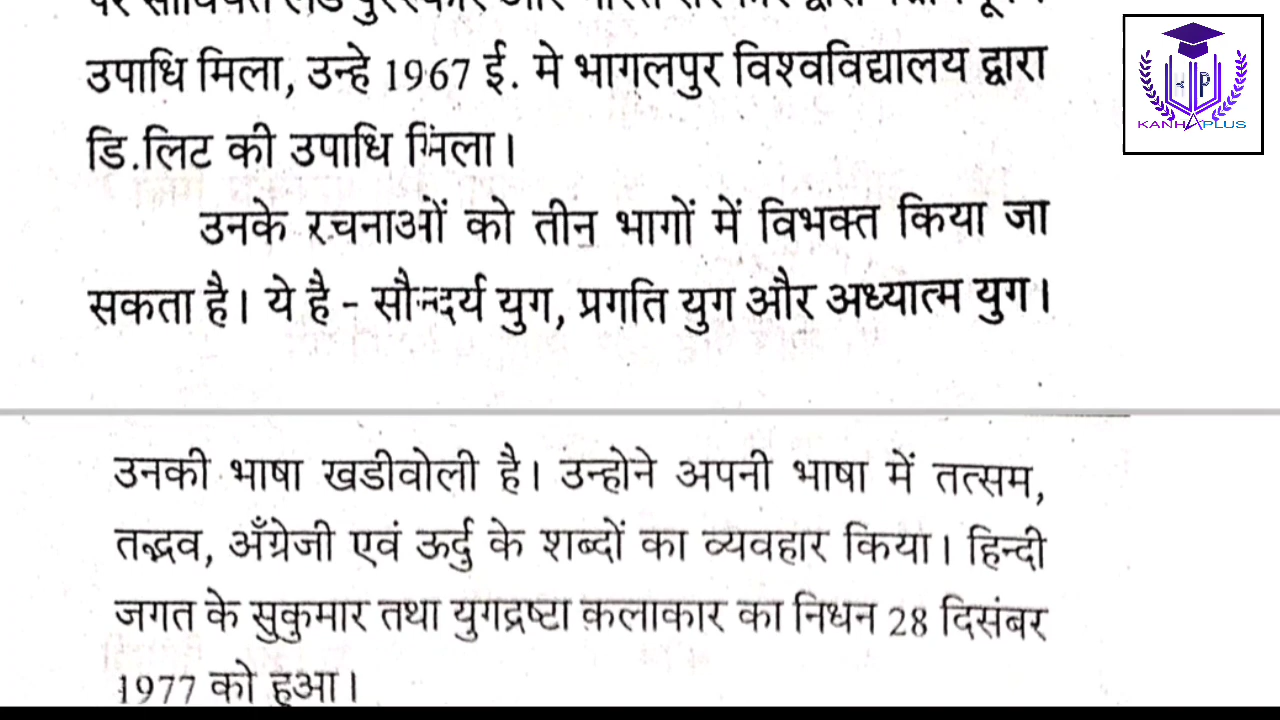 उपाधि मिला, उन्हे 1967 ई. मे भागलपुर विश्वविद्यालय द्वारा
डि.लिट की उपाधि मिला।
उनके रचनाओं को तीन भागों में विभक्त किया जा
सकता है। ये है - सौन्दर्य युग, प्रगति युग और अध्यात्म युग।
उनकी भाषा खडीवोली है। उन्होने अपनी भाषा में तत्सम,
तद्भव, अँग्रेजी एवं ऊर्दु के शब्दों का व्यवहार किया। हिन्दी
जगत के सुकुमार तथा युगद्रष्टा कलाकार का निधन 28 दिसंबर
1977 को हुआ।
KANHAPLUS